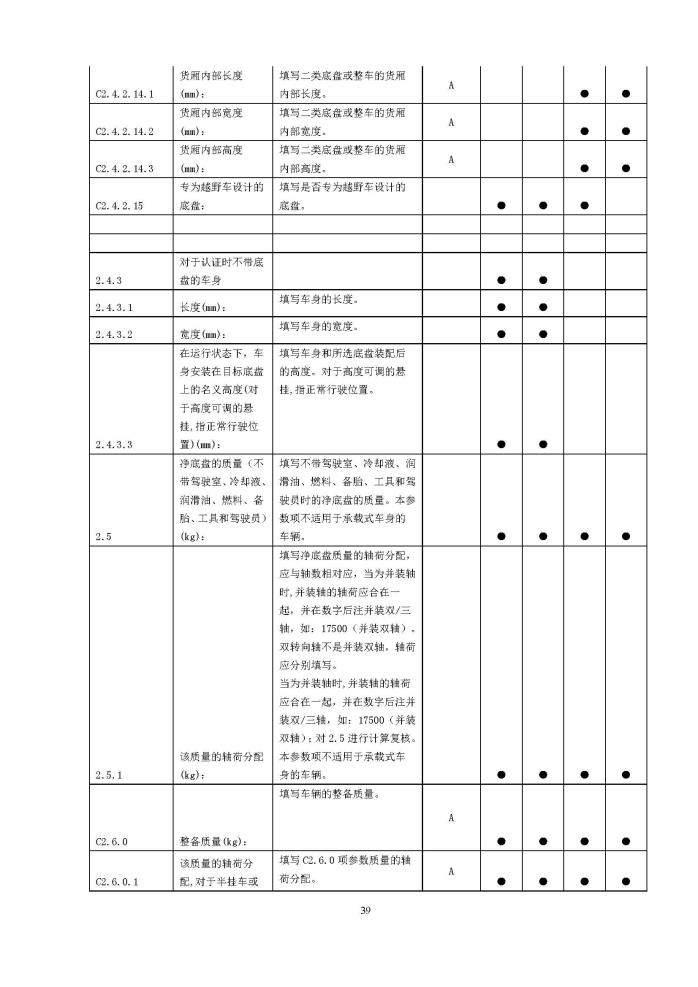 货厢内部长度 填写二类底盘或整车的货厢
C2.4.2.14.1 (mm): 内部长度。 A ● ●
货厢内部宽度 填写二类底盘或整车的货厢
C2.4.2.14.2 (mm): 内部宽度。 A ● ●
货厢内部高度 填写二类底盘或整车的货厢
C2.4.2.14.3 (mm): 内部高度。 A ● ●
专为越野车设计的 填写是否专为越野车设计的
C2.4.2.15 底盘: 底盘。 ● ● ●
对于认证时不带底
2.4.3 盘的车身 ● ●
2.4.3.1 长度(mm): 填写车身的长度。 ● ●
2.4.3.2 宽度(mm): 填写车身的宽度。 ● ●
在运行状态下，车 填写车身和所选底盘装配后
身安装在目标底盘 的高度。对于高度可调的悬
上的名义高度(对 挂,指正常行驶位置。
于高度可调的悬
挂,指正常行驶位
2.4.3.3 置)(mm): ● ●
净底盘的质量（不 填写不带驾驶室、冷却液、润
带驾驶室、冷却液、 滑油、燃料、备胎、工具和驾
润滑油、燃料、备 驶员时的净底盘的质量。本参
胎、工具和驾驶员） 数项不适用于承载式车身的
2.5 (kg): 车辆。 ● ● ● ●
填写净底盘质量的轴荷分配，
应与轴数相对应，当为并装轴
时,并装轴的轴荷应合在一
起，并在数字后注并装双/三
轴，如：17500（并装双轴）。
双转向轴不是并装双轴，轴荷
应分别填写。
当为并装轴时,并装轴的轴荷
应合在一起，并在数字后注并
装双/三轴，如：17500（并装
双轴）；对 2.5 进行计算复核。
该质量的轴荷分配 本参数项不适用于承载式车
2.5.1 (kg): 身的车辆。 ● ● ● ●
填写车辆的整备质量。
A
C2.6.0 整备质量(kg): ● ● ● ●
该质量的轴荷分 填写 C2.6.0 项参数质量的轴
C2.6.0.1 配,对于半挂车或 荷分配。 A ● ● ● ●
39